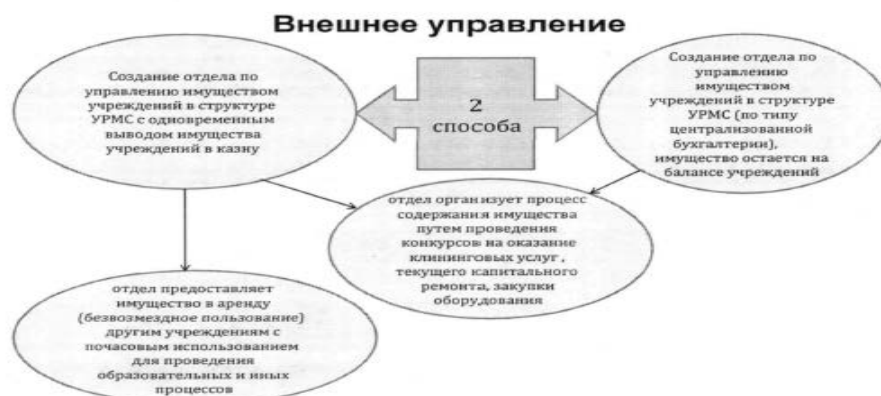 Внешнее управление
Создание отдела по
управлению имуществом
учреждений в структуре
УРМС с одновременным
выводом имущества
учреждений в казну
2
способа
Создание отдела по
управлению
имуществом
учреждений в структуре
УРМС (по типу
централизованной
бухгалтерии),
имущество остается на
балансе учреждений
отдел организует процесс
содержания имущества
путем проведения
конкурсов на оказание
клининговых услуг ,
текущего капитального
ремонта, закупки
оборудования
отдел предоставляет
имущество в аренду
(безвозмездное пользование)
другим учреждениям с
почасовым использованием
для проведения
образовательных и иных
процессов